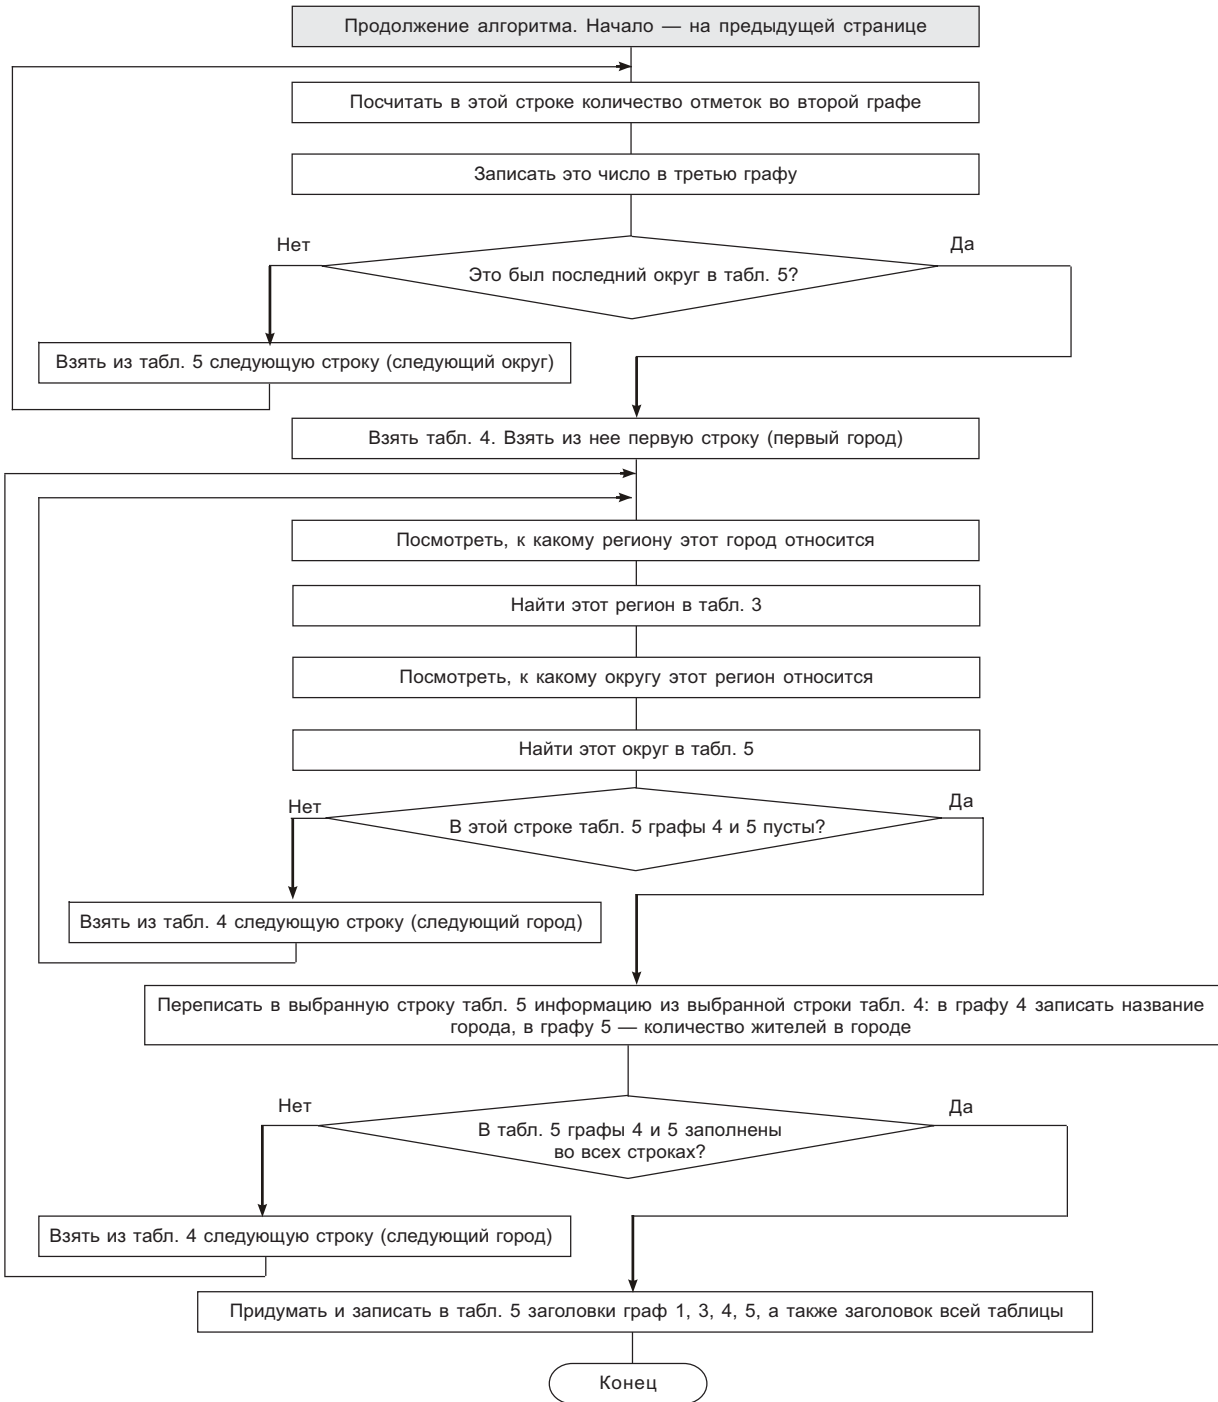 Продолжение алгоритма. Начало — на предыдущей странице
Посчитать в этой строке количество отметок во второй графе
Записать это число в третью графу
Нет
Да
Это был последний округ в табл. 5?
Взять из табл. 5 следующую строку (следующий округ)
Взять табл. 4. Взять из нее первую строку (первый город)
Посмотреть, к какому региону этот город относится
Найти этот регион в табл. 3
Посмотреть, к какому округу этот регион относится
Найти этот округ в табл. 5
Нет
Да
В этой строке табл. 5 графы 4 и 5 пусты?
Взять из табл. 4 следующую строку (следующий город)
Переписать в выбранную строку табл. 5 информацию из выбранной строки табл. 4: в графу 4 записать название
города, в графу 5 — количество жителей в городе
Нет
Да
В табл. 5 графы 4 и 5 заполнены
во всех строках?
Взять из табл. 4 следующую строку (следующий город)
Придумать и записать в табл. 5 заголовки граф 1, 3, 4, 5, а также заголовок всей таблицы
Конец